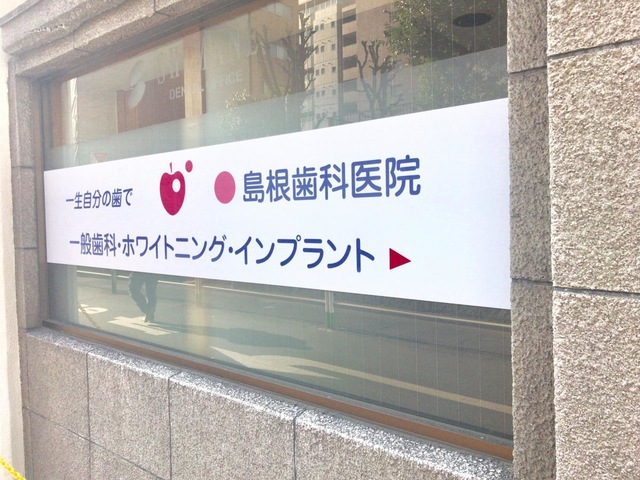 一生自分の歯で
島根歯科医院
一般歯科・ホワイトニング・インプラント